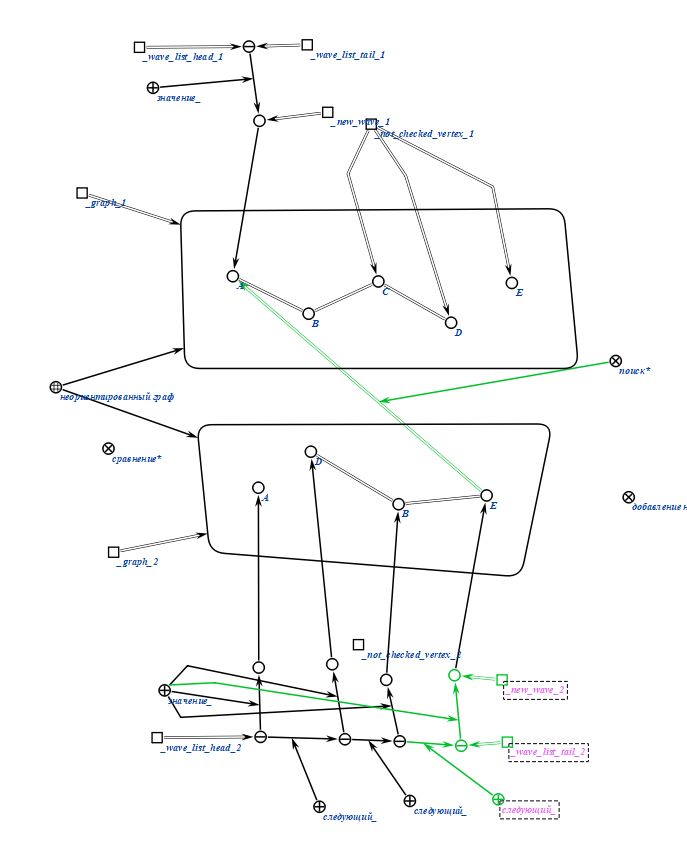 _wave_list_head_1
_wave_list_tail_1
значение_
_new_wave_1
_not_checked_vertex_1
_graph_1
A
B
C
D
E
поиск*
неориентированный граф
сравнение*
A
D
B
E
добавление
_graph_2
_not_checked_vertex_2
_new_wave_2
значение_
_wave_list_head_2
_wave_list_tail_2
следующий_
следующий_
следующий_